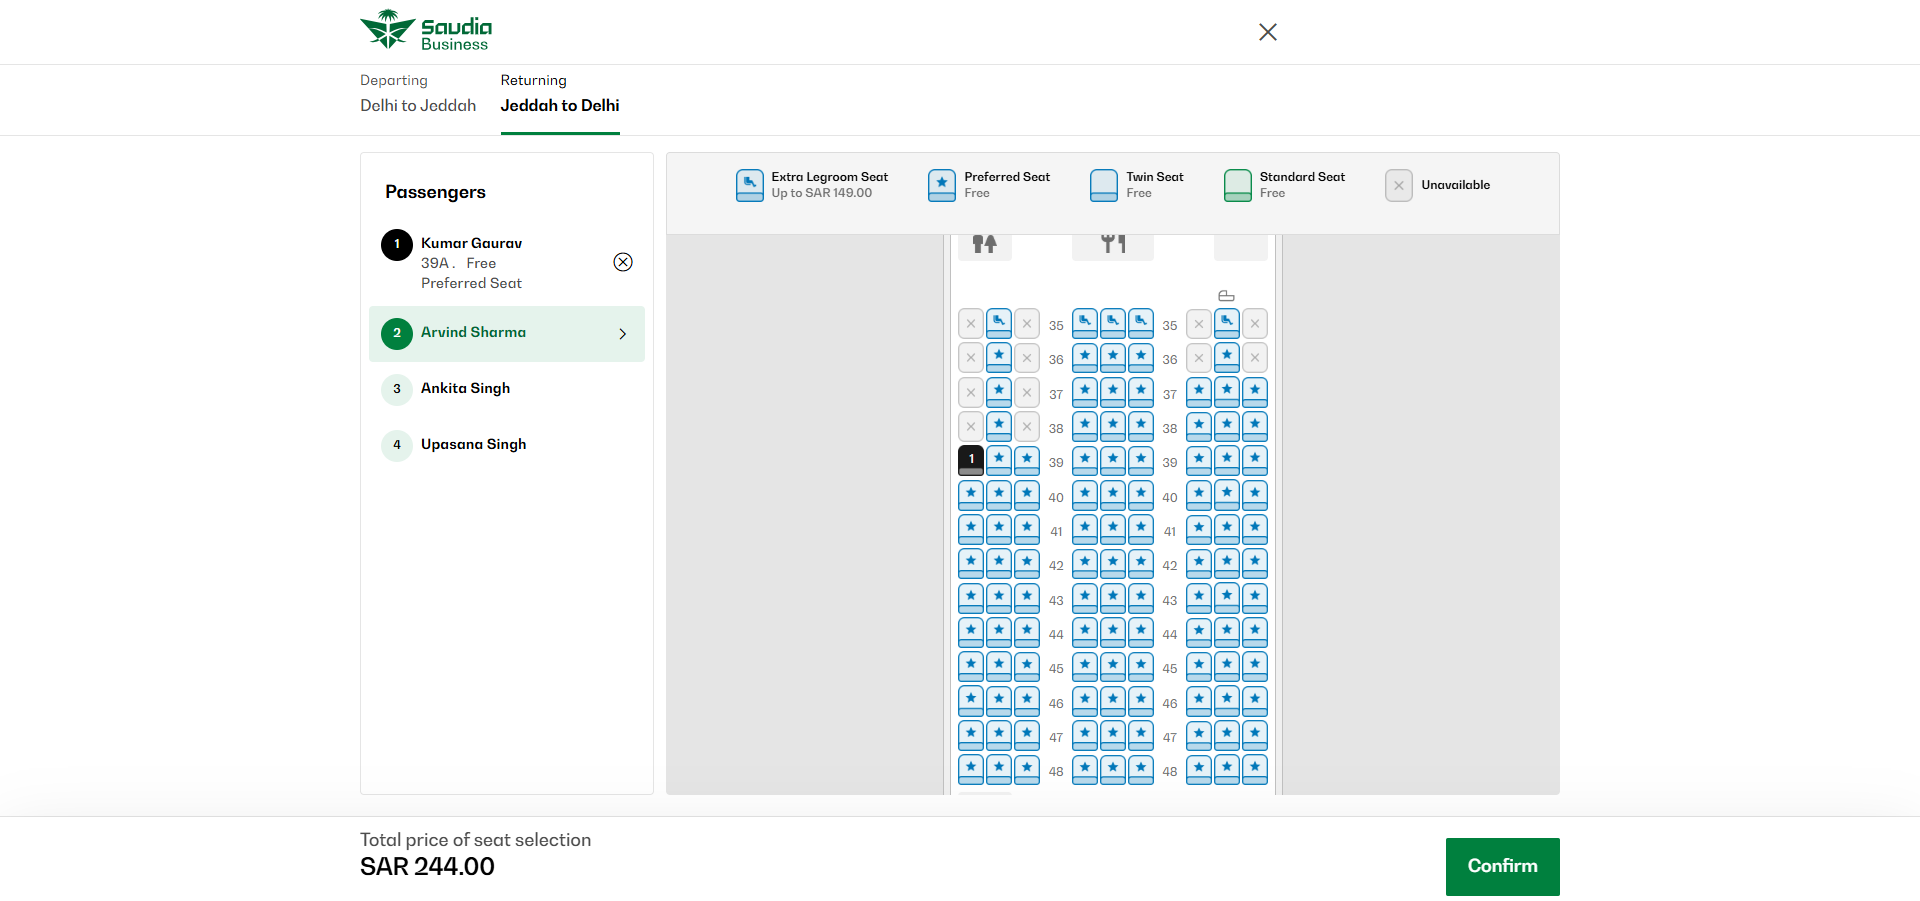 Saudia
Business
Departing
Delhi to Jeddah
Returning
Jeddah to Delhi
Passengers
1
Kumar Gaurav
39A. Free
Preferred Seat
2
Arvind Sharma
3
Ankita Singh
4
Upasana Singh
Extra Legroom Seat
Up to SAR 149.00
Preferred Seat
Free
Twin Seat
Free
Standard Seat
Free
Unavailable
35 35
36 36
37 37
38 38
1 39 39
40 40
41 41
42 42
43 43
44 44
45 45
46 46
47 47
48 48
Total price of seat selection
SAR 244.00
Confirm